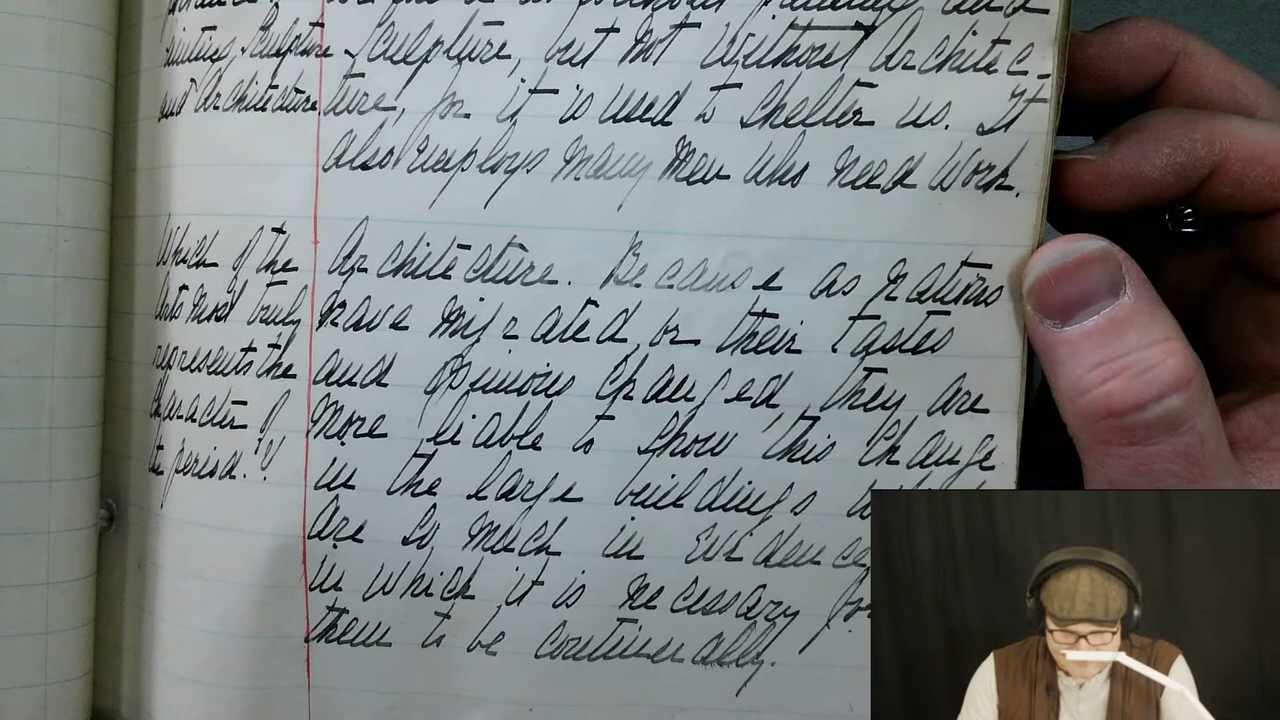 Painting, Sculpture
and Architecture.
Sculpture, but not without Architec-
ture, for it is used to shelter us. It
also employs many men who need work.
Which of the
Arts most truly
represents the
character of
the period.?!
Architecture. Because as nations
have migrated, or their tastes
and opinions changed, they are
more liable to show this change
in the large buildings
are so much in evidence,
in which it is necessary for
them to be continually.